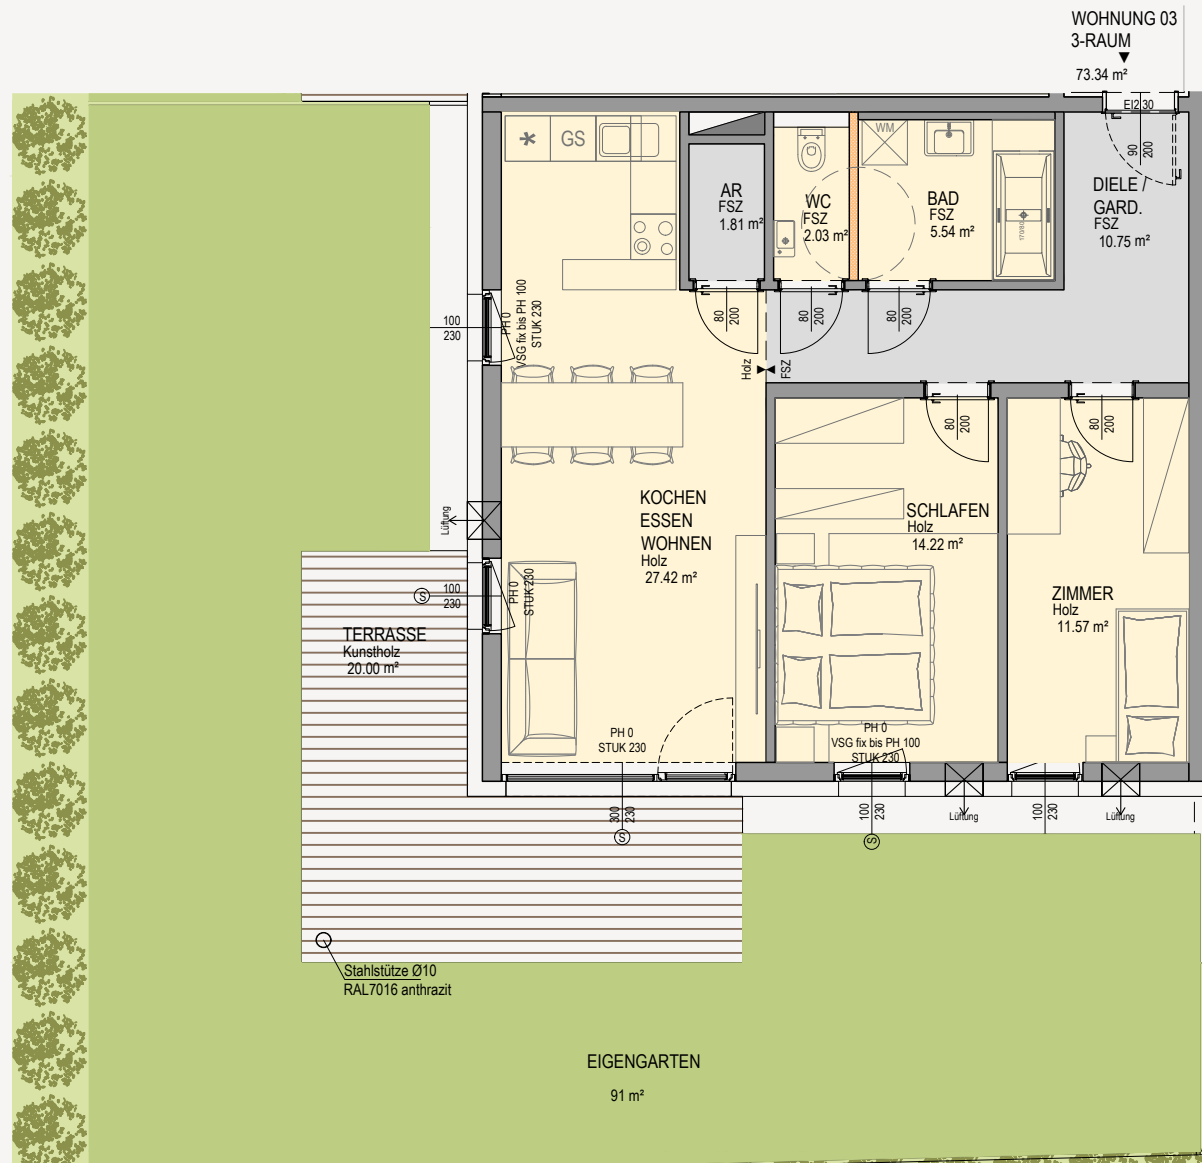 WOHNUNG 03
3-RAUM
73.34 m²
EI2 30
90
200
GS
WM
AR
FSZ
1.81 m²
WC
FSZ
2.03 m²
BAD
FSZ
5.54 m²
170/80
DIELE /
GARD.
FSZ
10.75 m²
80
200
80
200
80
200
100
230
PH 0
VSG fix bis PH 100
STUK 230
Holz
FSZ
80
200
80
200
KOCHEN
ESSEN
WOHNEN
Holz
27.42 m²
SCHLAFEN
Holz
14.22 m²
ZIMMER
Holz
11.57 m²
Lüftung
S
100
230
PH 0
STUK 230
TERRASSE
Kunstholz
20.00 m²
PH 0
STUK 230
PH 0
VSG fix bis PH 100
STUK 230
300
230
S
100
230
S
Lüftung
100
230
Lüftung
Stahlstütze Ø10
RAL7016 anthrazit
EIGENGARTEN
91 m²